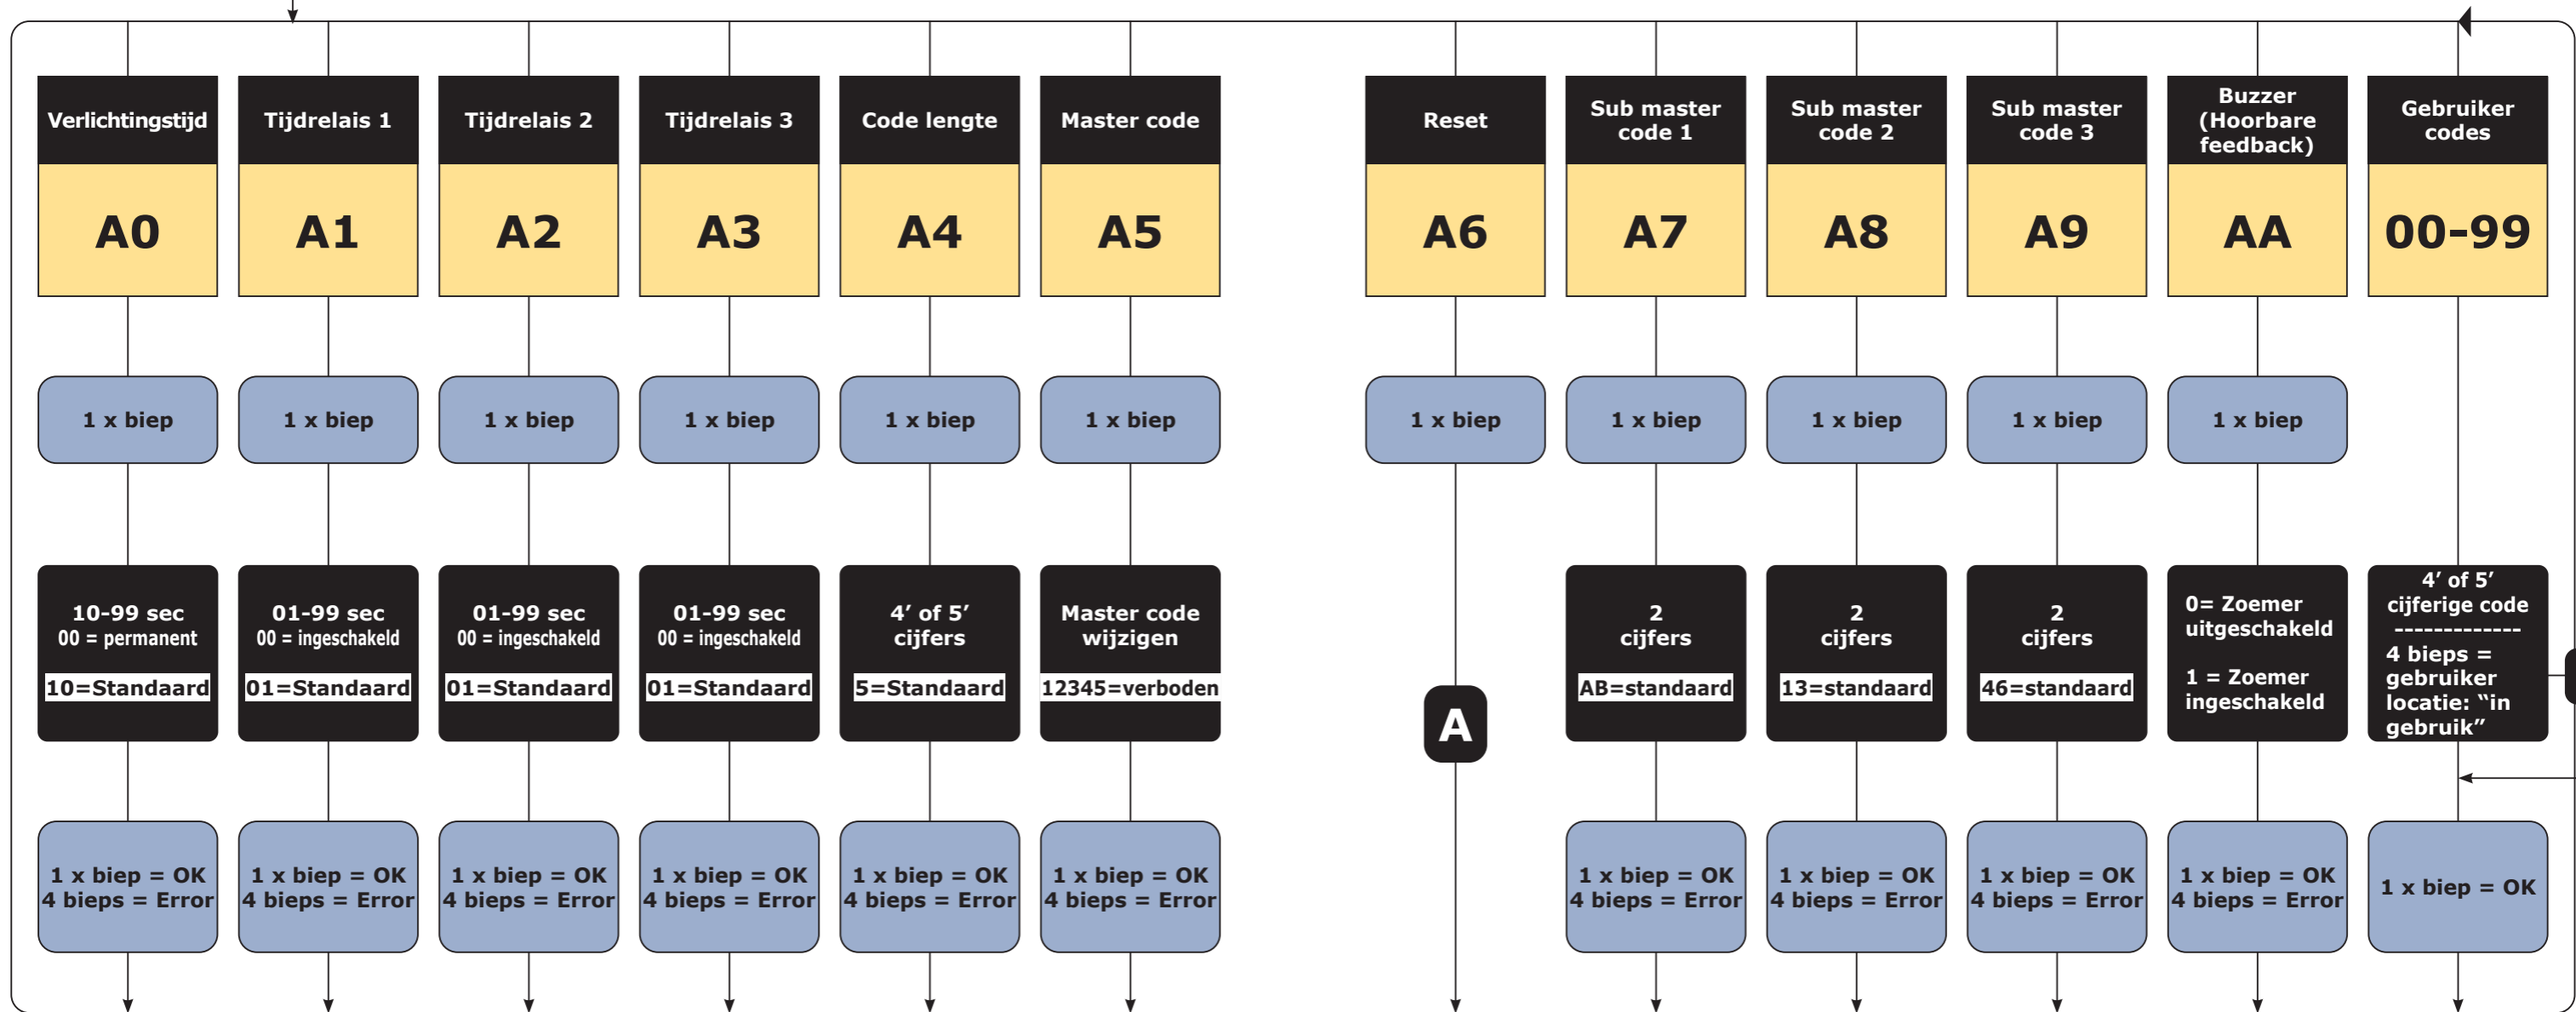 Verlichtingstijd
A0
1 x biep
10-99 sec
00 = permanent
10=Standaard
1 x biep = OK
4 bieps = Error
Tijdrelais 1
A1
1 x biep
01-99 sec
00 = ingeschakeld
01=Standaard
1 x biep = OK
4 bieps = Error
Tijdrelais 2
A2
1 x biep
01-99 sec
00 = ingeschakeld
01=Standaard
1 x biep = OK
4 bieps = Error
Tijdrelais 3
A3
1 x biep
01-99 sec
00 = ingeschakeld
01=Standaard
1 x biep = OK
4 bieps = Error
Code lengte
A4
1 x biep
4’ of 5’
cijfers
5=Standaard
1 x biep = OK
4 bieps = Error
Master code
A5
1 x biep
Master code
wijzigen
12345=verboden
1 x biep = OK
4 bieps = Error
Reset
A6
1 x biep
A
Sub master
code 1
A7
1 x biep
2
cijfers
AB=standaard
1 x biep = OK
4 bieps = Error
Sub master
code 2
A8
1 x biep
2
cijfers
13=standaard
1 x biep = OK
4 bieps = Error
Sub master
code 3
A9
1 x biep
2
cijfers
46=standaard
1 x biep = OK
4 bieps = Error
Buzzer
(Hoorbare
feedback)
AA
1 x biep
0= Zoemer
uitgeschakeld
1 = Zoemer
ingeschakeld
1 x biep = OK
4 bieps = Error
Gebruiker
codes
00-99
4’ of 5’
cijferige code
-------------
4 bieps =
gebruiker
locatie: “in
gebruik”
1 x biep = OK